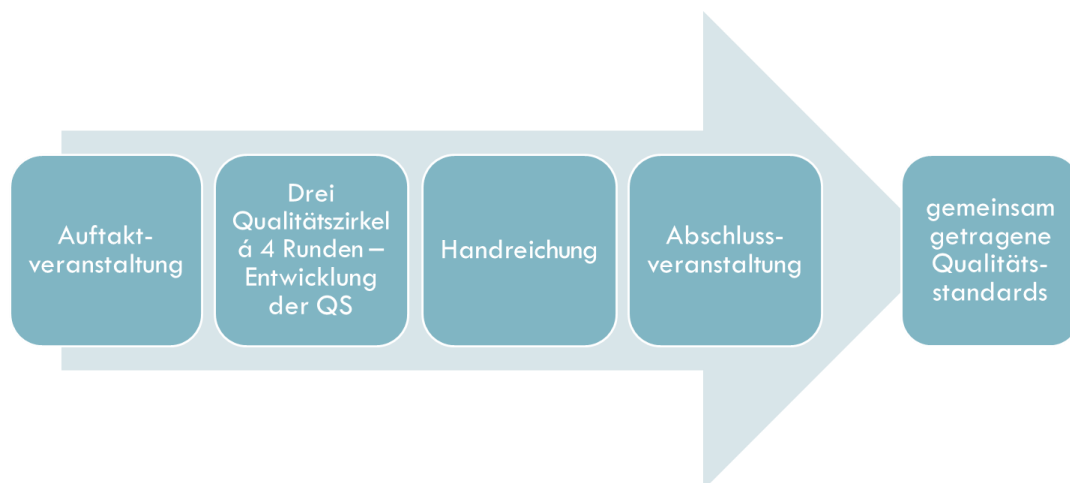 Auftakt-
veranstaltung
Drei
Qualitätszirkel
á 4 Runden –
Entwicklung
der QS
Handreichung
Abschluss-
veranstaltung
gemeinsam
getragene
Qualitäts-
standards